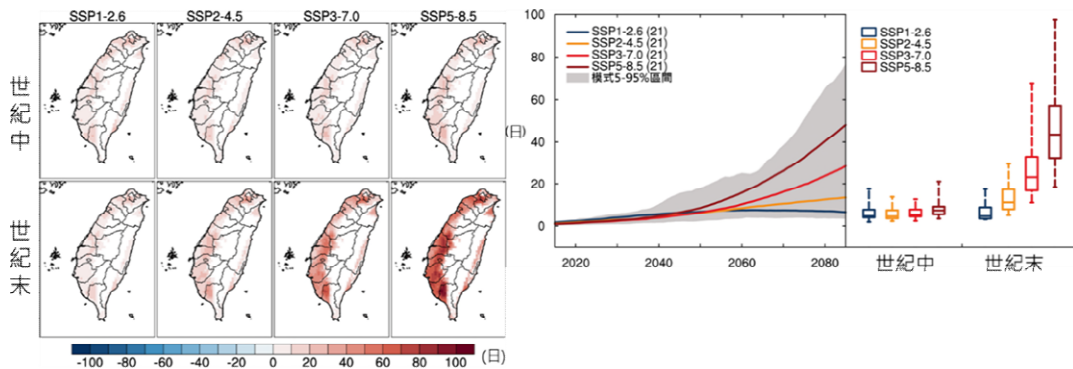 SSP1-2.6 SSP2-4.5 SSP3-7.0 SSP5-8.5
世紀中
世紀末
-100 -80 -60 -40 -20 0 20 40 60 80 100 (日)
(日)
100
80
60
40
20
0
SSP1-2.6 (21)
SSP2-4.5 (21)
SSP3-7.0 (21)
SSP5-8.5 (21)
模式5-95%區間
2020 2040 2060 2080
SSP1-2.6
SSP2-4.5
SSP3-7.0
SSP5-8.5
世紀中 世紀末